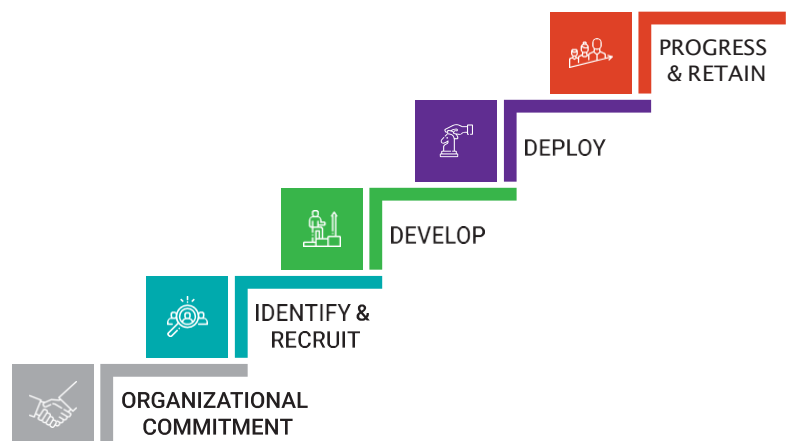 PROGRESS
& RETAIN
DEPLOY
DEVELOP
IDENTIFY &
RECRUIT
ORGANIZATIONAL
COMMITMENT